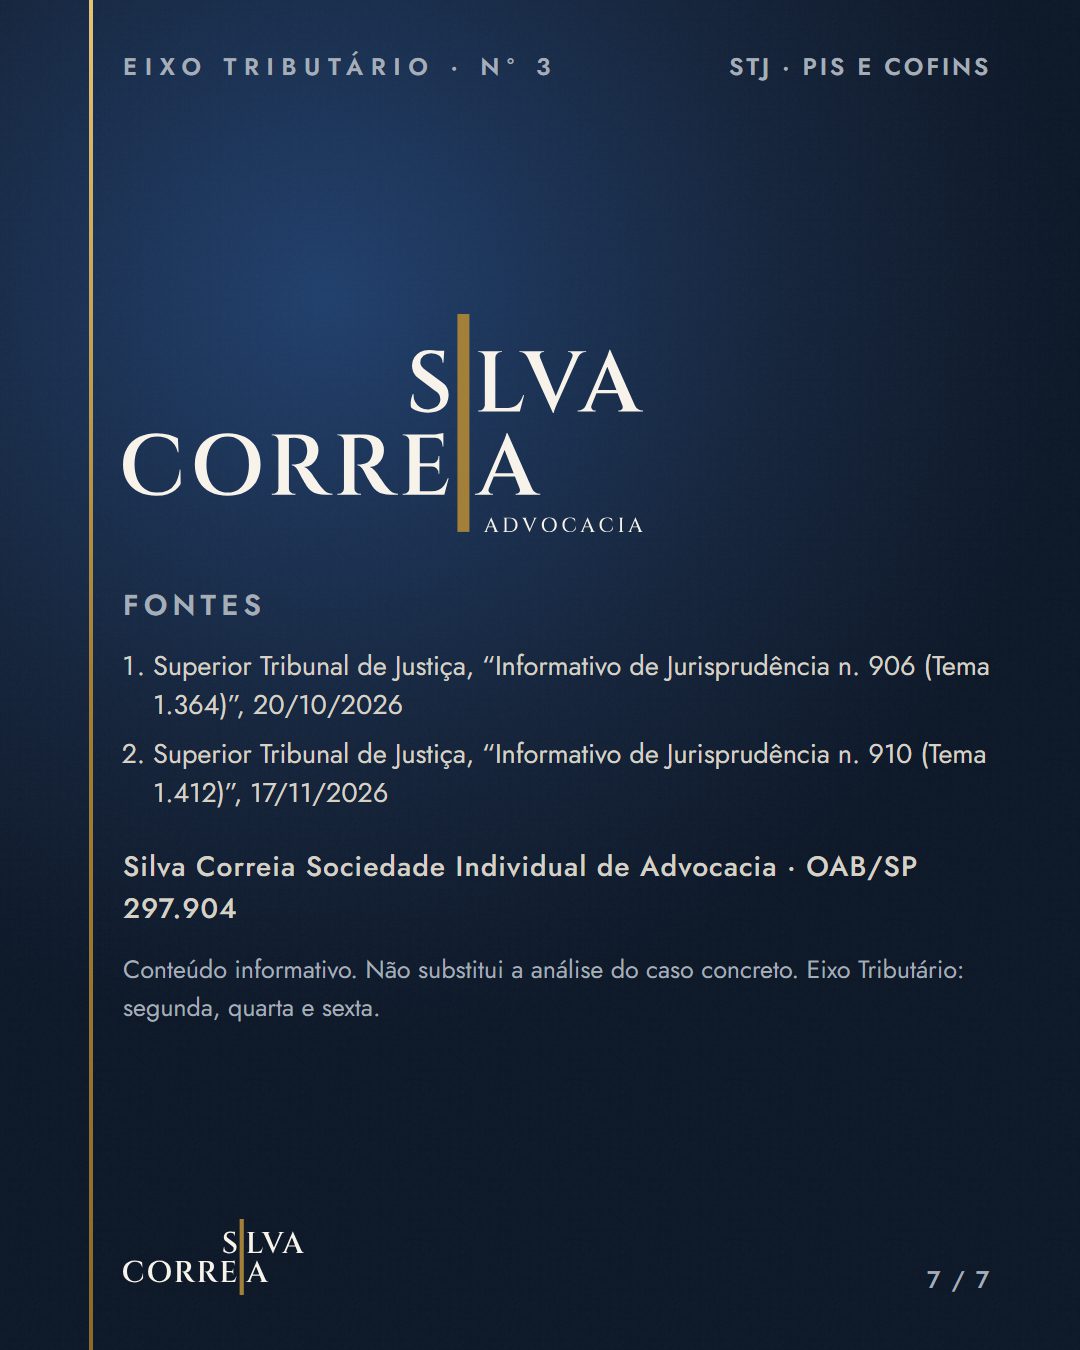 EIXO TRIBUTÁRIO · N° 3
STJ · PIS E COFINS
SILVA
CORREIA
ADVOCACIA
FONTES
1. Superior Tribunal de Justiça, “Informativo de Jurisprudência n. 906 (Tema
1.364)”, 20/10/2026
2. Superior Tribunal de Justiça, “Informativo de Jurisprudência n. 910 (Tema
1.412)”, 17/11/2026
Silva Correia Sociedade Individual de Advocacia · OAB/SP
297.904
Conteúdo informativo. Não substitui a análise do caso concreto. Eixo Tributário:
segunda, quarta e sexta.
SILVA
CORREIA
7 / 7